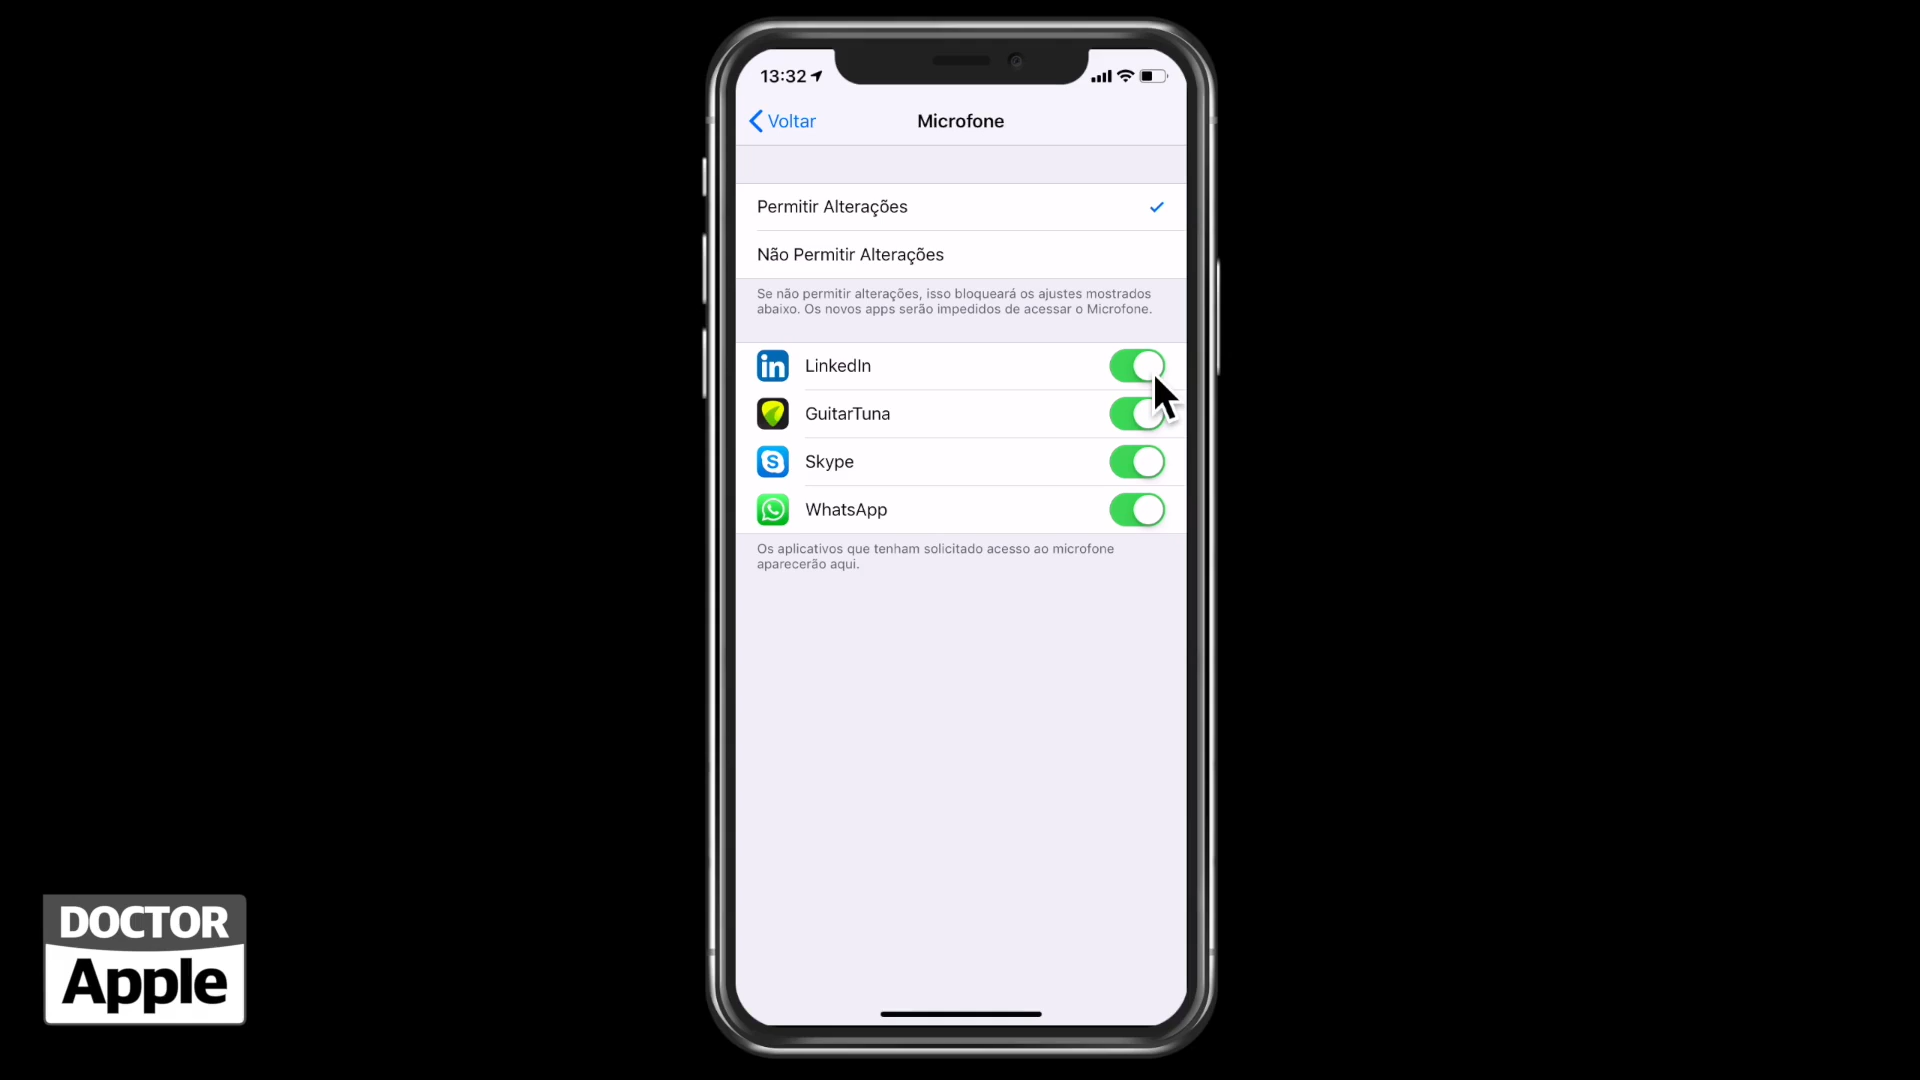 13:32
Voltar
Microfone
Permitir Alterações
Não Permitir Alterações
Se não permitir alterações, isso bloqueará os ajustes mostrados
abaixo. Os novos apps serão impedidos de acessar o Microfone.
in LinkedIn
GuitarTuna
S Skype
WhatsApp
Os aplicativos que tenham solicitado acesso ao microfone
aparecerão aqui.
DOCTOR
Apple